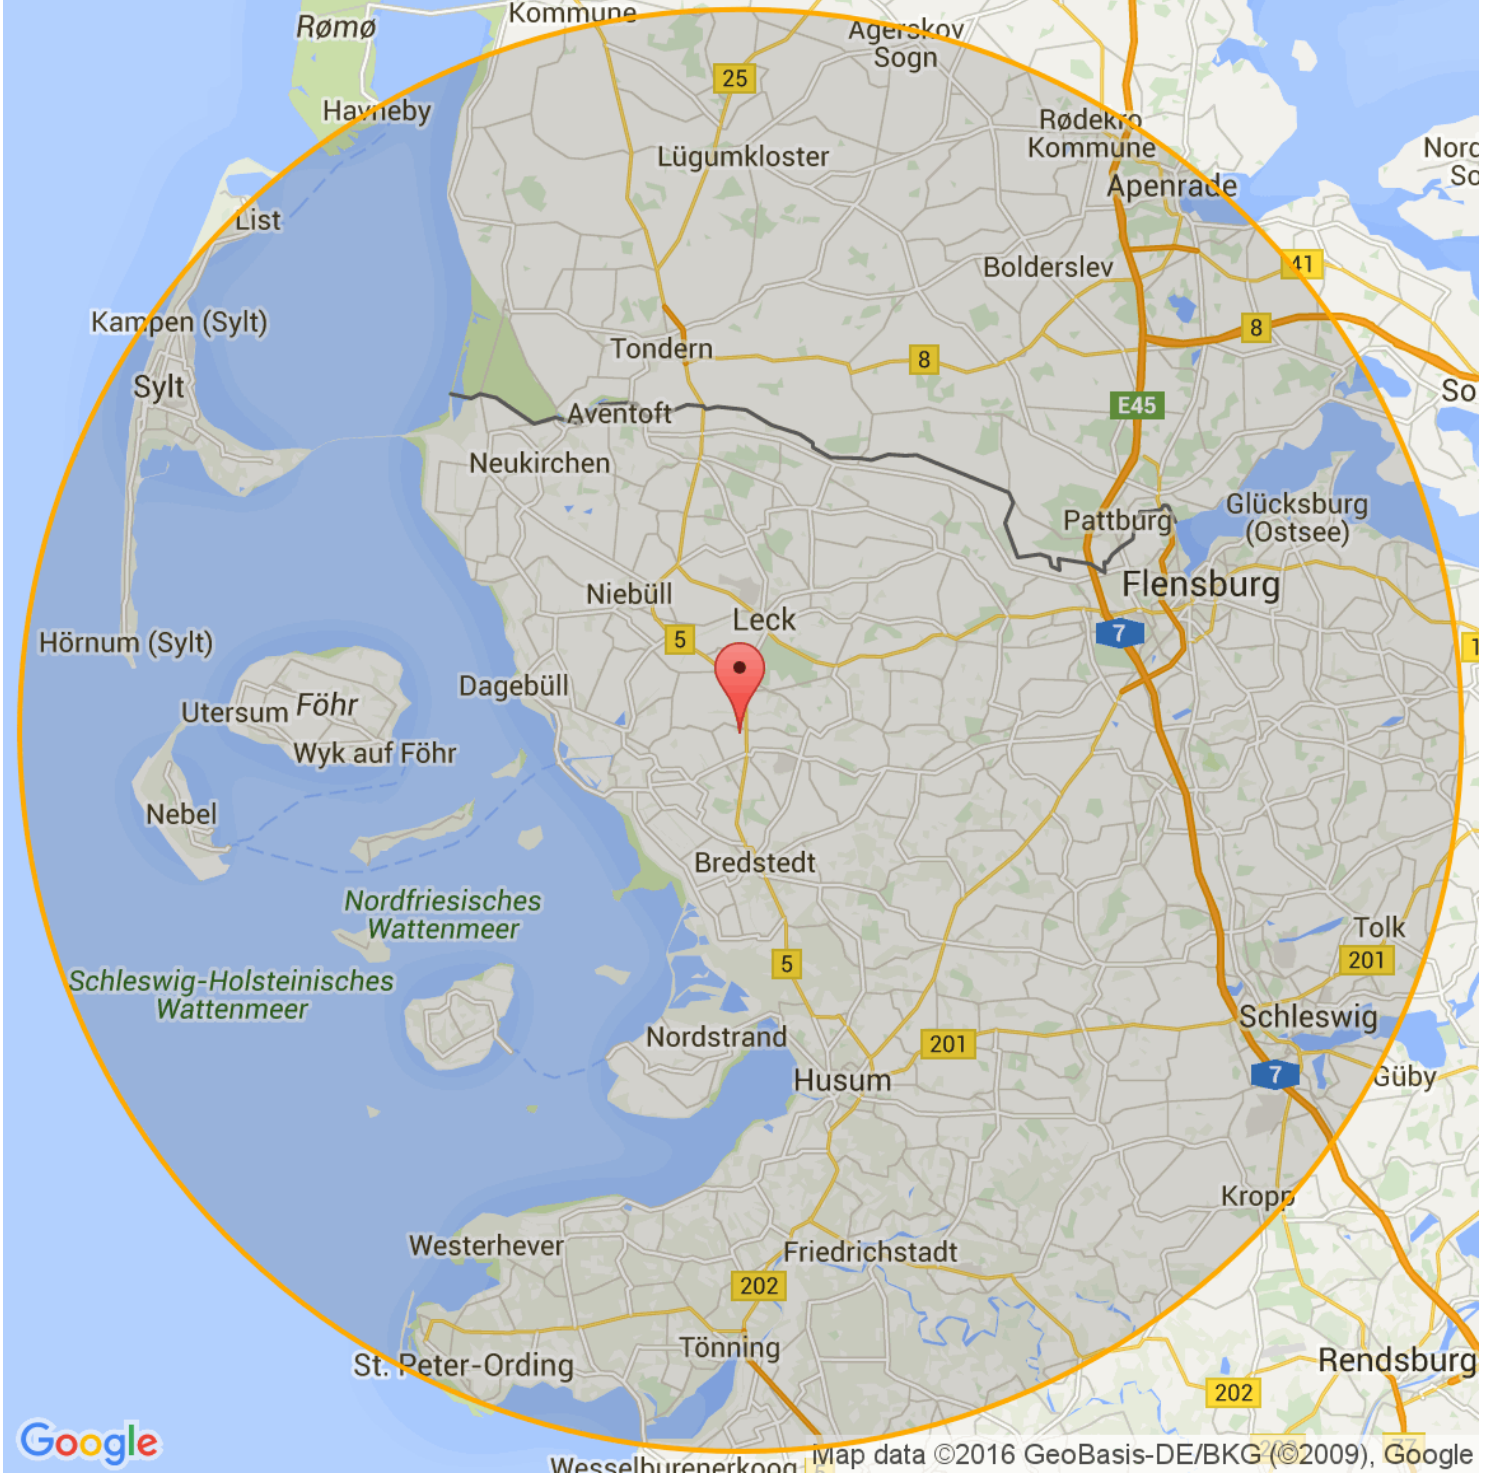 Kommune
Rømø
Agerskov
Sogn
25
Havneby
Rødekro
Kommune
Lügumkloster
Apenrade
List
Bolderslev
41
Kampen (Sylt)
8
Tondern
8
Sylt
E45
Aventoft
Neukirchen
Glücksburg
(Ostsee)
Pattburg
Flensburg
Niebüll
Leck
7
5
Hörnum (Sylt)
Dagebüll
Föhr
Utersum
Wyk auf Föhr
Nebel
Bredstedt
Nordfriesisches
Wattenmeer
Tolk
201
5
Schleswig-Holsteinisches
Wattenmeer
Schleswig
Nordstrand
201
Husum
7
Güby
Kropp
Westerhever
Friedrichstadt
202
Tönning
St. Peter-Ording
Rendsburg
202
Google
Map data ©2016 GeoBasis-DE/BKG (©2009), Google
Wesselburenerkoog